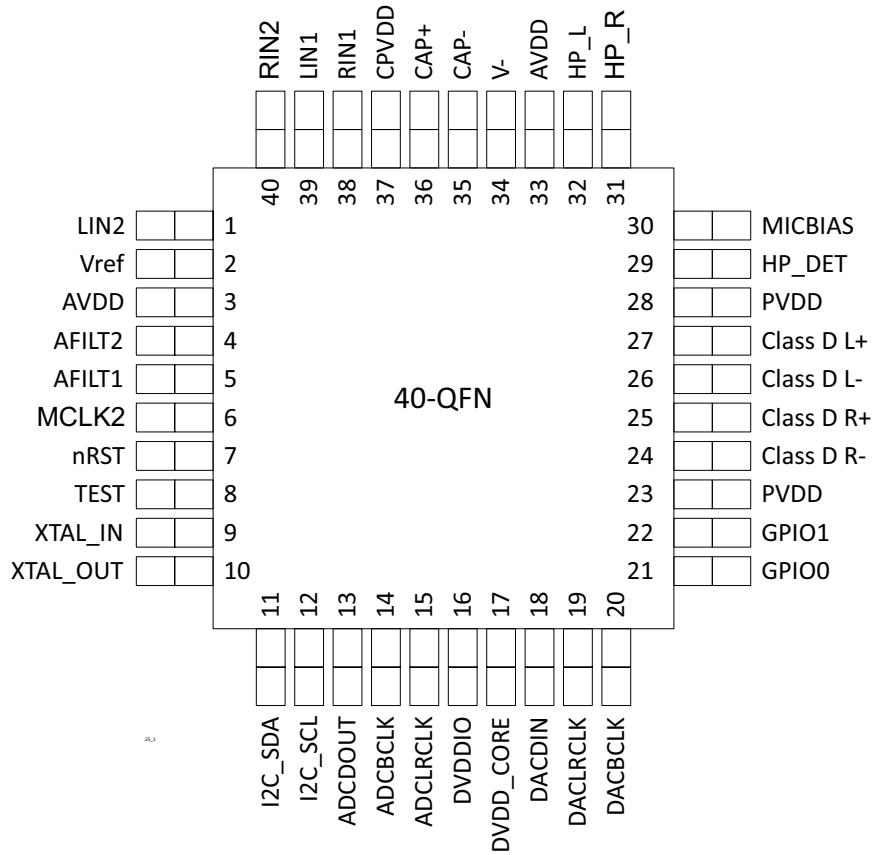 RIN2
LIN1
RIN1
CPVDD
CAP+
CAP-
V-
AVDD
HP_L
HP_R
40
39
38
37
36
35
34
33
32
31
LIN2 1
Vref 2
AVDD 3
AFILT2 4
AFILT1 5
MCLK2 6
nRST 7
TEST 8
XTAL_IN 9
XTAL_OUT 10
40-QFN
30 MICBIAS
29 HP_DET
28 PVDD
27 Class D L+
26 Class D L-
25 Class D R+
24 Class D R-
23 PVDD
22 GPIO1
21 GPIO0
11
12
13
14
15
16
17
18
19
20
I2C_SDA
I2C_SCL
ADCDOUT
ADCBCLK
ADCLRCLK
DVDDIO
DVDD_CORE
DACDIN
DACLRCLK
DACBCLK